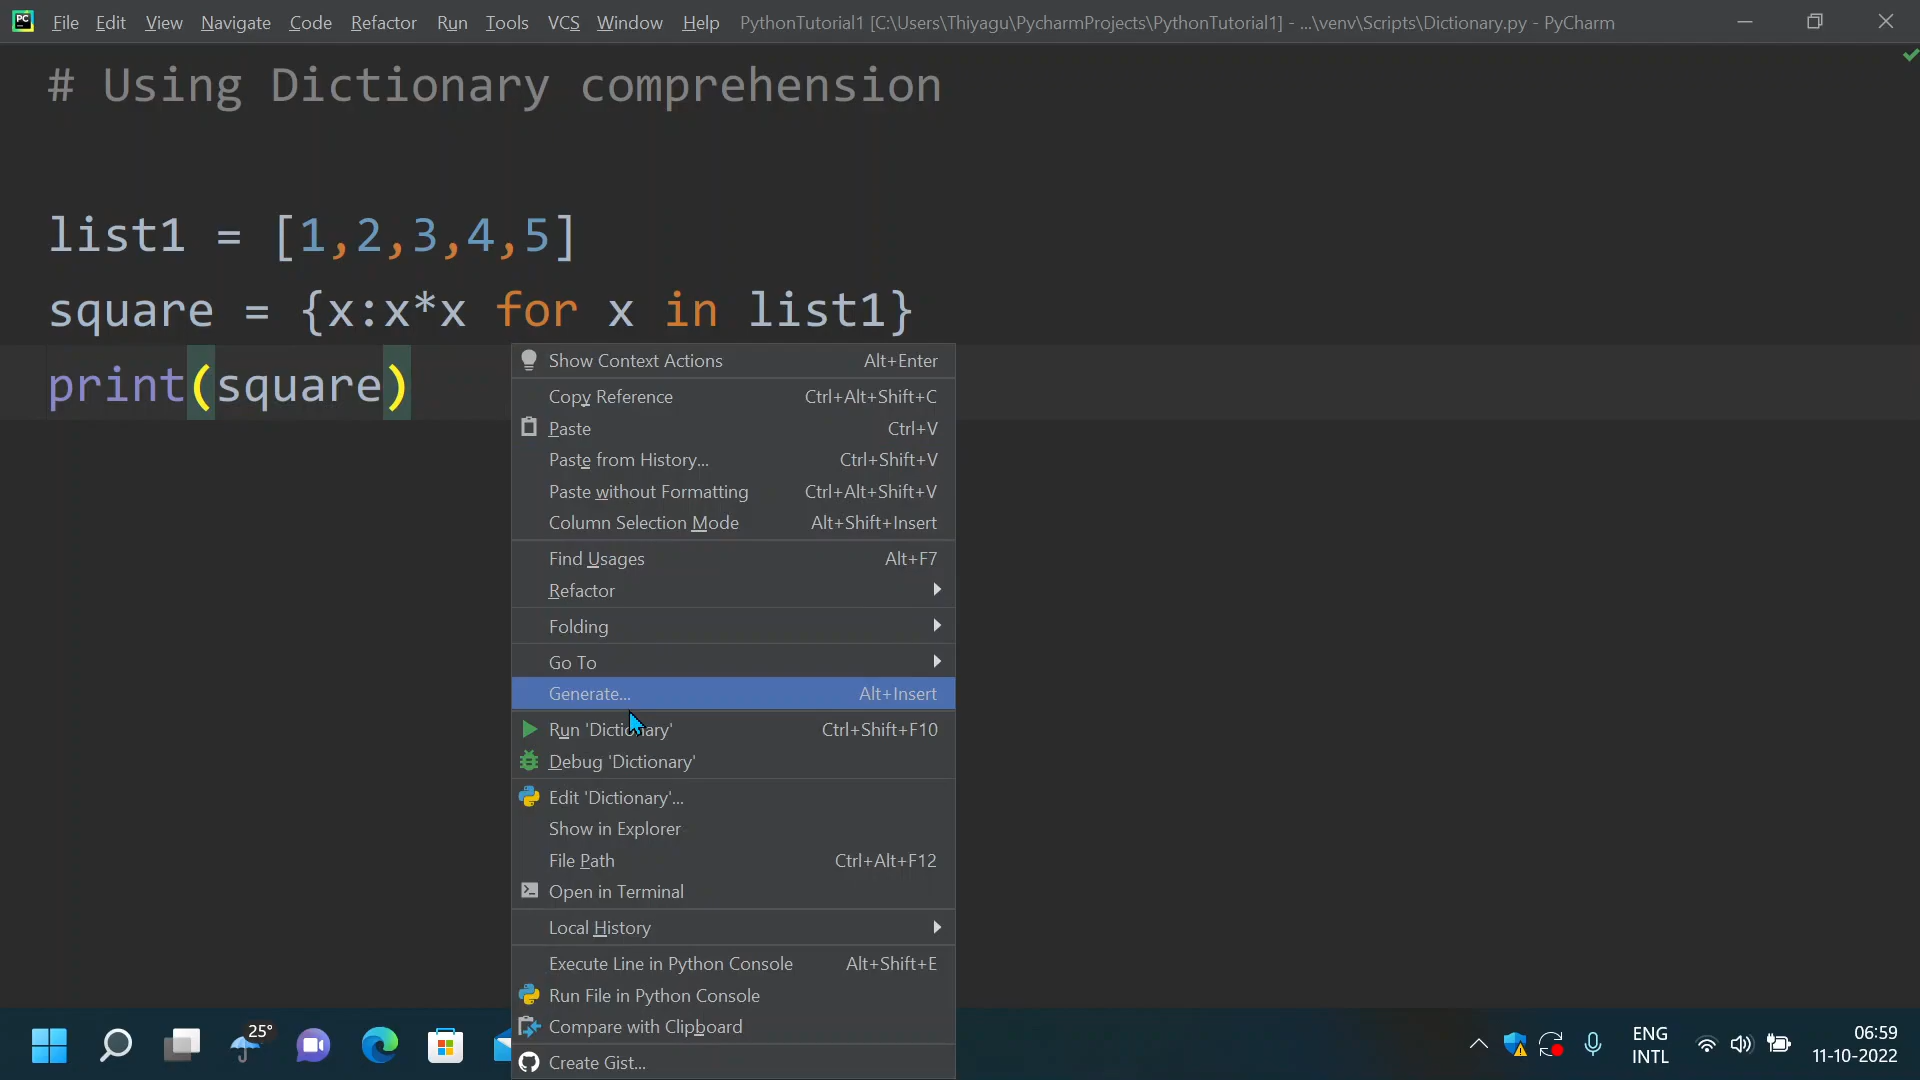 PC File Edit View Navigate Code Refactor Run Tools VCS Window Help PythonTutorial1 [C:\Users\Thiyagu\PycharmProjects\PythonTutorial1] - ...\venv\Scripts\Dictionary.py - PyCharm
# Using Dictionary comprehension
list1 = [1,2,3,4,5]
square = {x:x*x for x in list1}
print(square)
Show Context Actions Alt+Enter
Copy Reference Ctrl+Alt+Shift+C
Paste Ctrl+V
Paste from History... Ctrl+Shift+V
Paste without Formatting Ctrl+Alt+Shift+V
Column Selection Mode Alt+Shift+Insert
Find Usages Alt+F7
Refactor
Folding
Go To
Generate... Alt+Insert
Run 'Dictionary' Ctrl+Shift+F10
Debug 'Dictionary'
Edit 'Dictionary'...
Show in Explorer
File Path Ctrl+Alt+F12
Open in Terminal
Local History
Execute Line in Python Console Alt+Shift+E
Run File in Python Console
Compare with Clipboard
Create Gist...
25°
ENG
INTL
06:59
11-10-2022